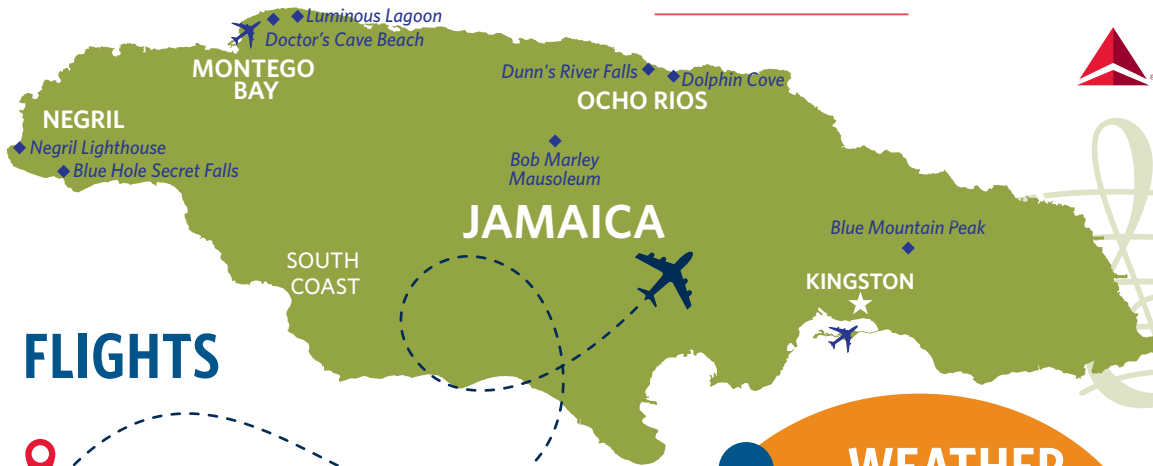 Luminous Lagoon
Doctor's Cave Beach
MONTEGO
BAY
Dunn's River Falls
Dolphin Cove
OCHO RIOS
NEGRIL
Negril Lighthouse
Blue Hole Secret Falls
Bob Marley
Mausoleum
JAMAICA
Blue Mountain Peak
SOUTH
COAST
KINGSTON
FLIGHTS
WEATHER